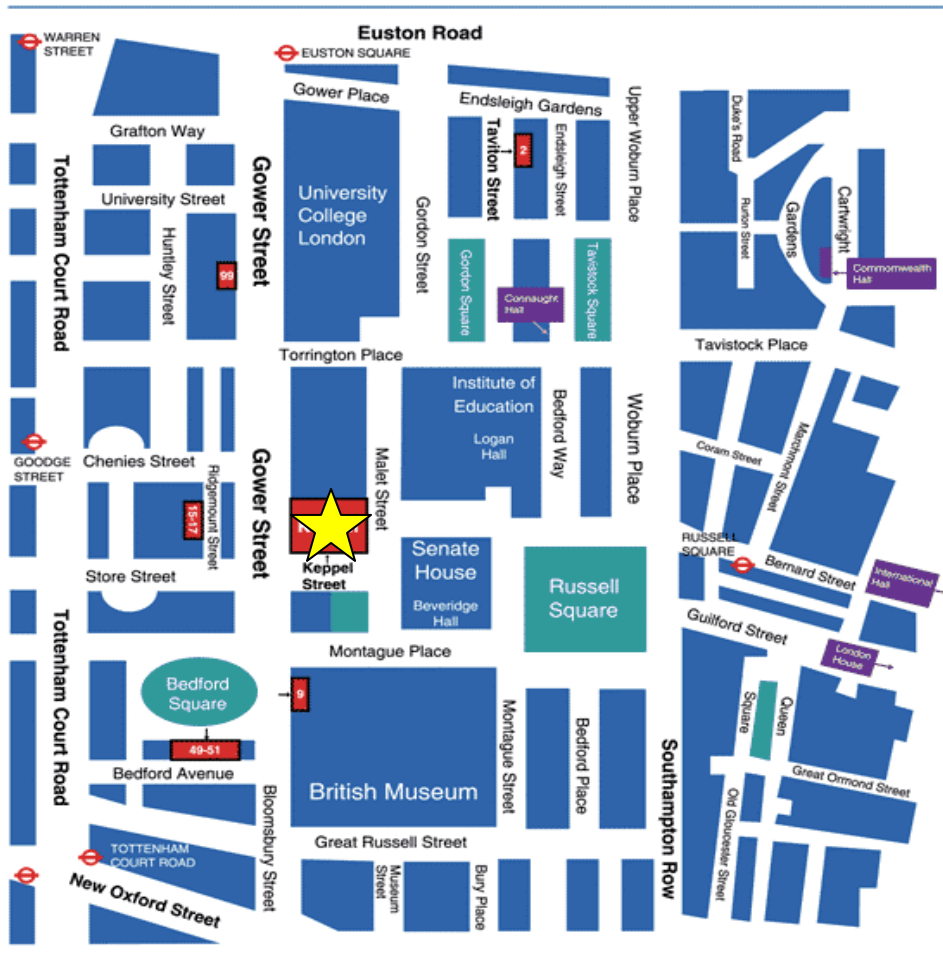 Euston Road
WARREN
STREET
EUSTON SQUARE
Gower Place
Endsleigh Gardens
Upper Woburn Place
Duke's Road
Grafton Way
Tottenham Court Road
Gower Street
University
College
London
Taviton Street
2
Endsleigh Street
University Street
Huntley Street
99
Gordon Street
Gordon Square
Connaught
Hall
Tavistock Square
Burton Street
Gardens
Cartwright
Commonwealth
Hall
Torrington Place
Tavistock Place
Institute of
Education
Logan
Hall
Bedford Way
Woburn Place
Marchmont Street
Coram Street
GOODGE
STREET
Chenies Street
Ridgemount Street
15-17
Gower Street
Malet Street
Keppel
Street
Store Street
Senate
House
Beveridge
Hall
Russell
Square
RUSSELL
SQUARE
Bernard Street
International
Hall
Guilford Street
London
House
Montague Place
Tottenham Court Road
Bedford
Square
49-51
Bedford Avenue
9
British Museum
Montague Street
Bedford Place
Southampton Row
Queen
Square
Great Ormond Street
Old Gloucester Street
Bloomsbury Street
Great Russell Street
TOTTENHAM
COURT ROAD
New Oxford Street
Museum
Street
Bury Place